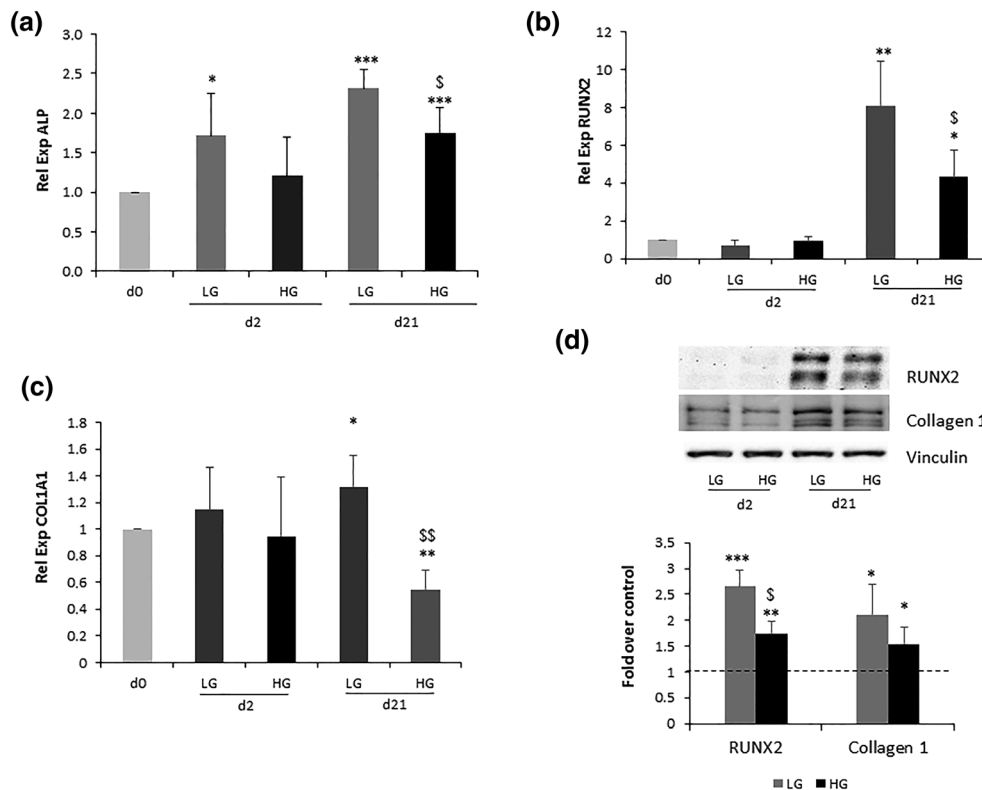 (a)
3.0
2.5
2.0
1.5
1.0
0.5
0.0
Rel Exp ALP
*
***
$
***
d0 LG HG LG HG
d2 d21
(b)
12
10
8
6
4
2
0
Rel Exp RUNX2
**
$
*
d0 LG HG LG HG
d2 d21
(c)
1.8
1.6
1.4
1.2
1
0.8
0.6
0.4
0.2
0
Rel Exp COL1A1
*
$$
**
d0 LG HG LG HG
d2 d21
(d)
RUNX2
Collagen 1
Vinculin
LG HG LG HG
d2 d21
3.5
3
2.5
2
1.5
1
0.5
0
Fold over control
***
$
**
*
*
RUNX2 Collagen 1
LG HG